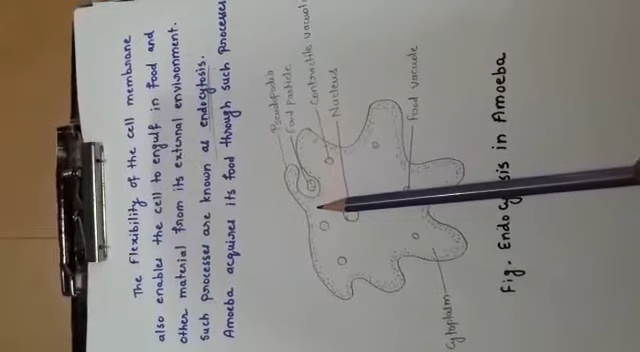 The flexibility of the cell membrane
also enables the cell to engulf in food and
other material from its external environment.
Such processes are known as endocytosis.
Amoeba acquires its food through such processes
Pseudopodia
Food particle
Contractile vacuole
Nucleus
Food vacuole
Cytoplasm
Fig. Endocytosis in Amoeba